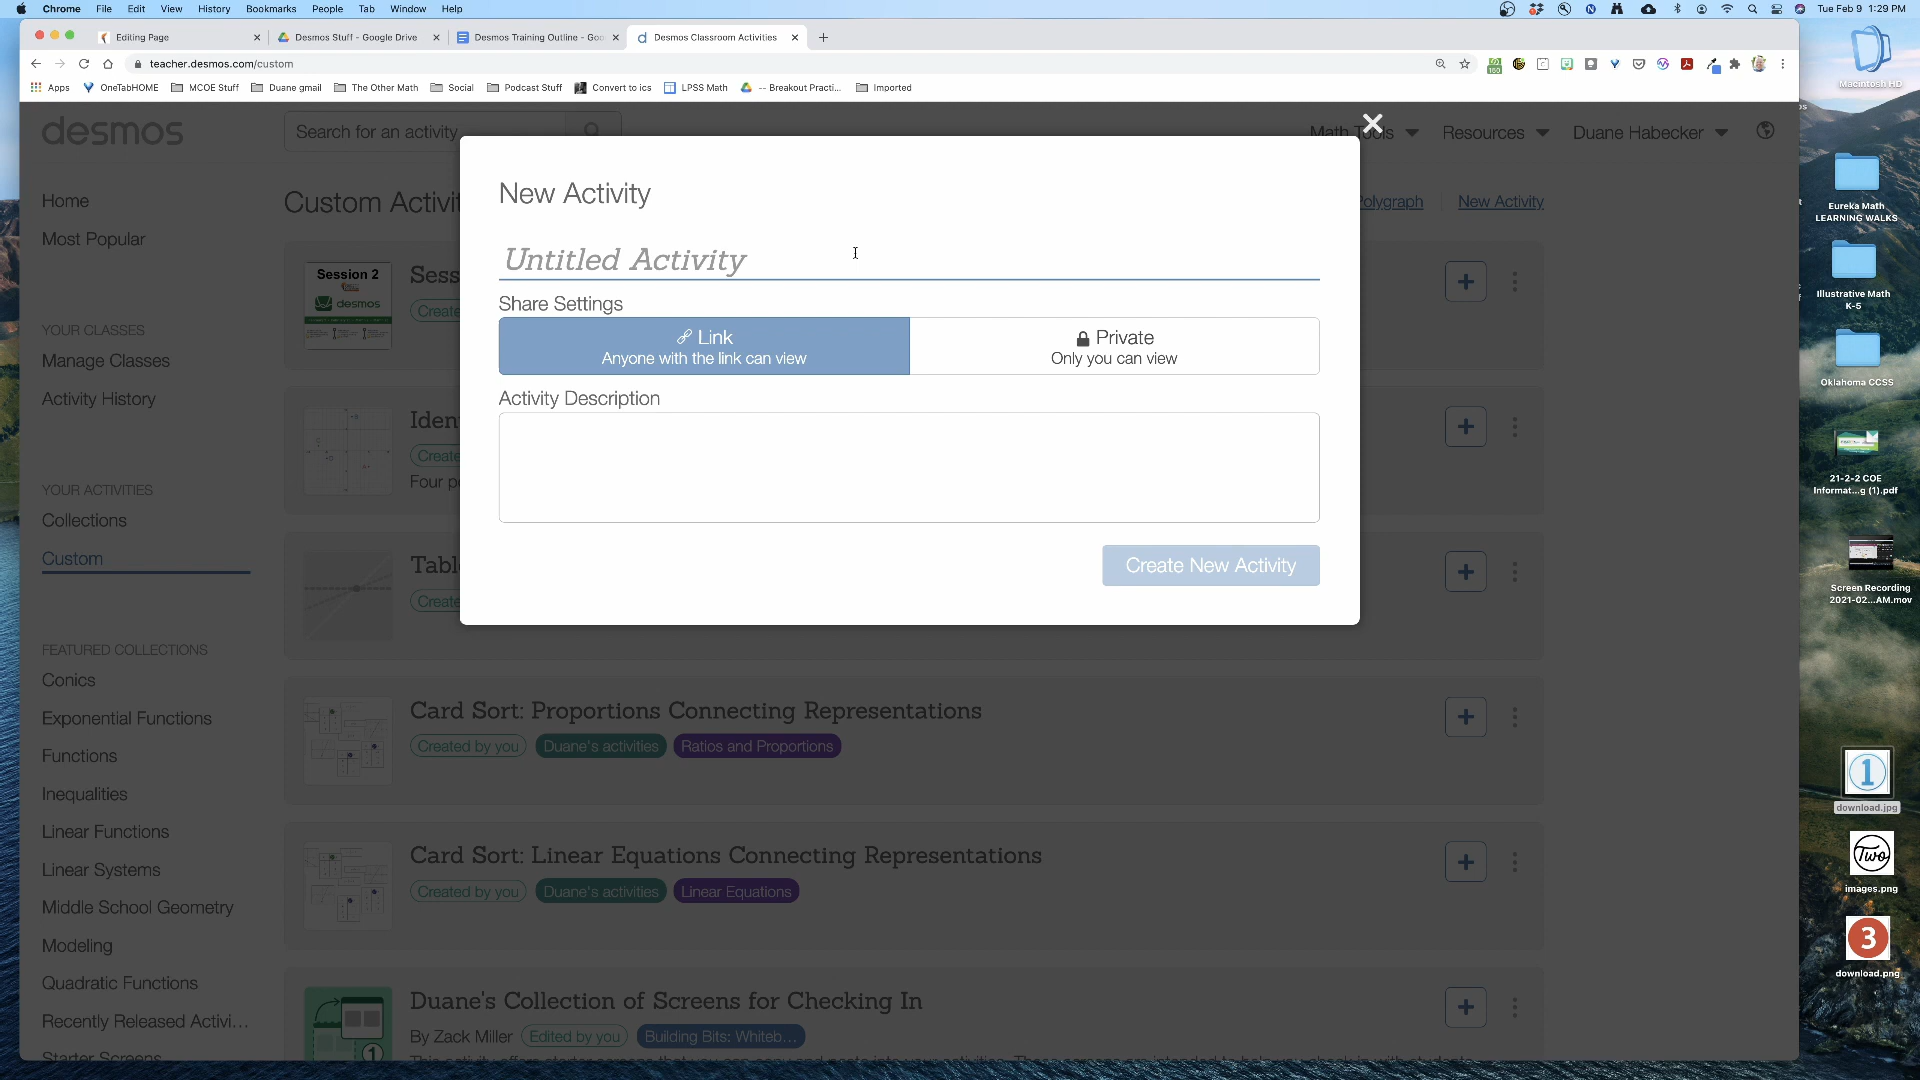 Chrome File Edit View History Bookmarks People Tab Window Help
Tue Feb 9 1:29 PM
Editing Page
Desmos Stuff - Google Drive
Desmos Training Outline - Goo
Desmos Classroom Activities
teacher.desmos.com/custom
Apps OneTabHOME MCOE Stuff Duane gmail The Other Math Social Podcast Stuff Convert to ics LPSS Math -- Breakout Practi... Imported
desmos
Search for an activity
Math Tools Resources Duane Habecker
Home
Most Popular
YOUR CLASSES
Manage Classes
Activity History
YOUR ACTIVITIES
Collections
Custom
FEATURED COLLECTIONS
Conics
Exponential Functions
Functions
Inequalities
Linear Functions
Linear Systems
Middle School Geometry
Modeling
Quadratic Functions
Recently Released Activi...
Starter Screens
Custom Activit
Polygraph New Activity
Session 2
desmos
Sess
Create
Iden
Create
Four p
Tabl
Create
New Activity
Untitled Activity
Share Settings
Link
Anyone with the link can view
Private
Only you can view
Activity Description
Create New Activity
Card Sort: Proportions Connecting Representations
Created by you Duane's activities Ratios and Proportions
Card Sort: Linear Equations Connecting Representations
Created by you Duane's activities Linear Equations
Duane's Collection of Screens for Checking In
By Zack Miller Edited by you Building Bits: Whiteb...
1
Macintosh HD
Eureka Math
LEARNING WALKS
Illustrative Math
K-5
Oklahoma CCSS
21-2-2 COE
Informat...g (1).pdf
Screen Recording
2021-02...AM.mov
1
download.jpg
Two
images.png
3
download.png